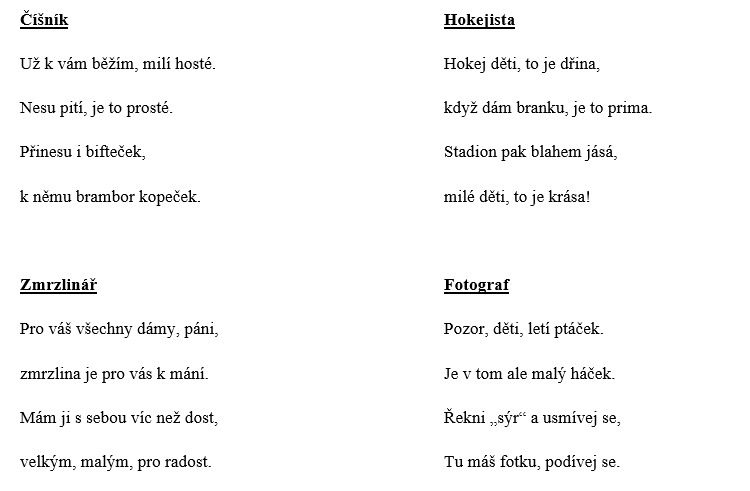 Číšník
Už k vám běžím, milí hosté.
Nesu pití, je to prosté.
Přinesu i bifteček,
k němu brambor kopeček.
Hokejista
Hokej děti, to je dřina,
když dám branku, je to prima.
Stadion pak blahem jásá,
milé děti, to je krása!
Zmrzlinář
Pro váš všechny dámy, páni,
zmrzlina je pro vás k mání.
Mám ji s sebou víc než dost,
velkým, malým, pro radost.
Fotograf
Pozor, děti, letí ptáček.
Je v tom ale malý háček.
Řekni „sýr“ a usmívej se,
Tu máš fotku, podívej se.